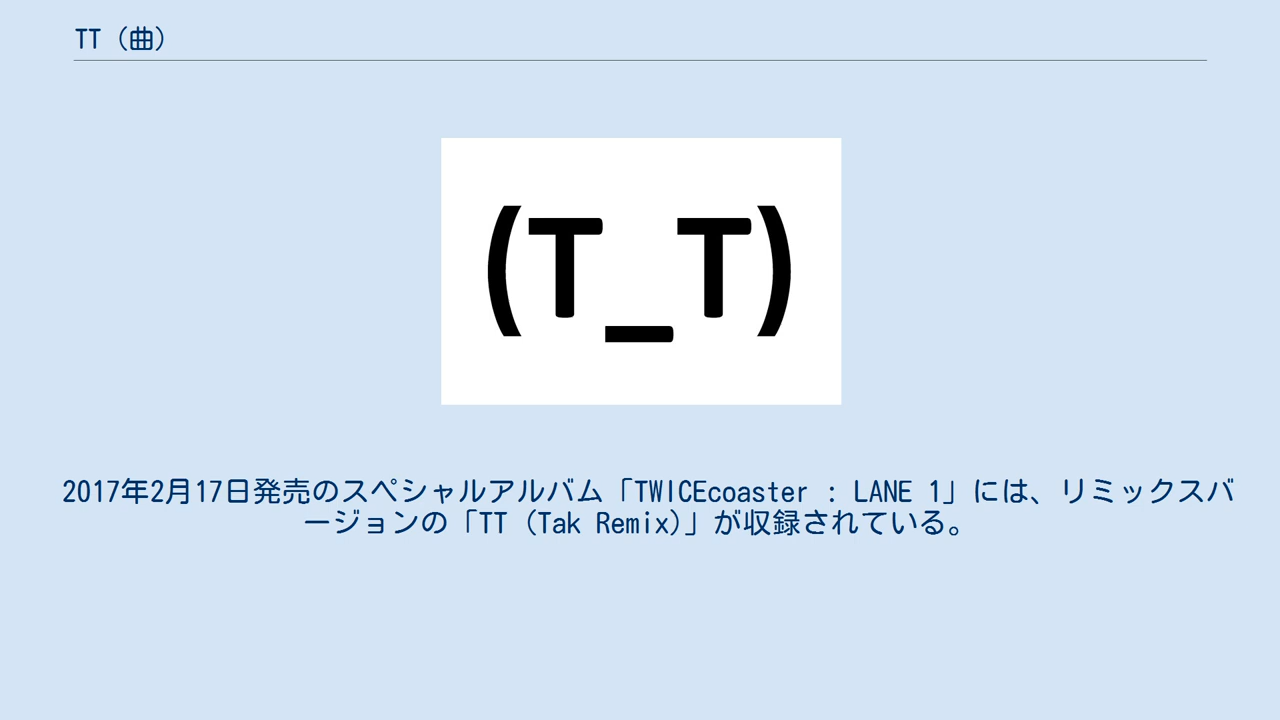 TT（曲）
(T_T)
2017年2月17日発売のスペシャルアルバム「TWICEcoaster : LANE 1」には、リミックスバ
ージョンの「TT (Tak Remix)」が収録されている。